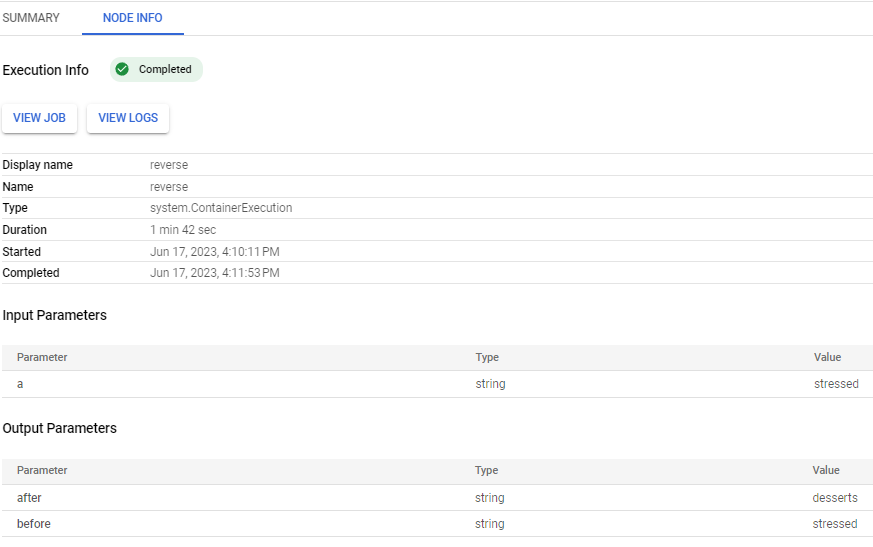 SUMMARY NODE INFO
Execution Info Completed
VIEW JOB VIEW LOGS
Display name reverse
Name reverse
Type system.ContainerExecution
Duration 1 min 42 sec
Started Jun 17, 2023, 4:10:11 PM
Completed Jun 17, 2023, 4:11:53 PM
Input Parameters
Parameter Type Value
a string stressed
Output Parameters
Parameter Type Value
after string desserts
before string stressed